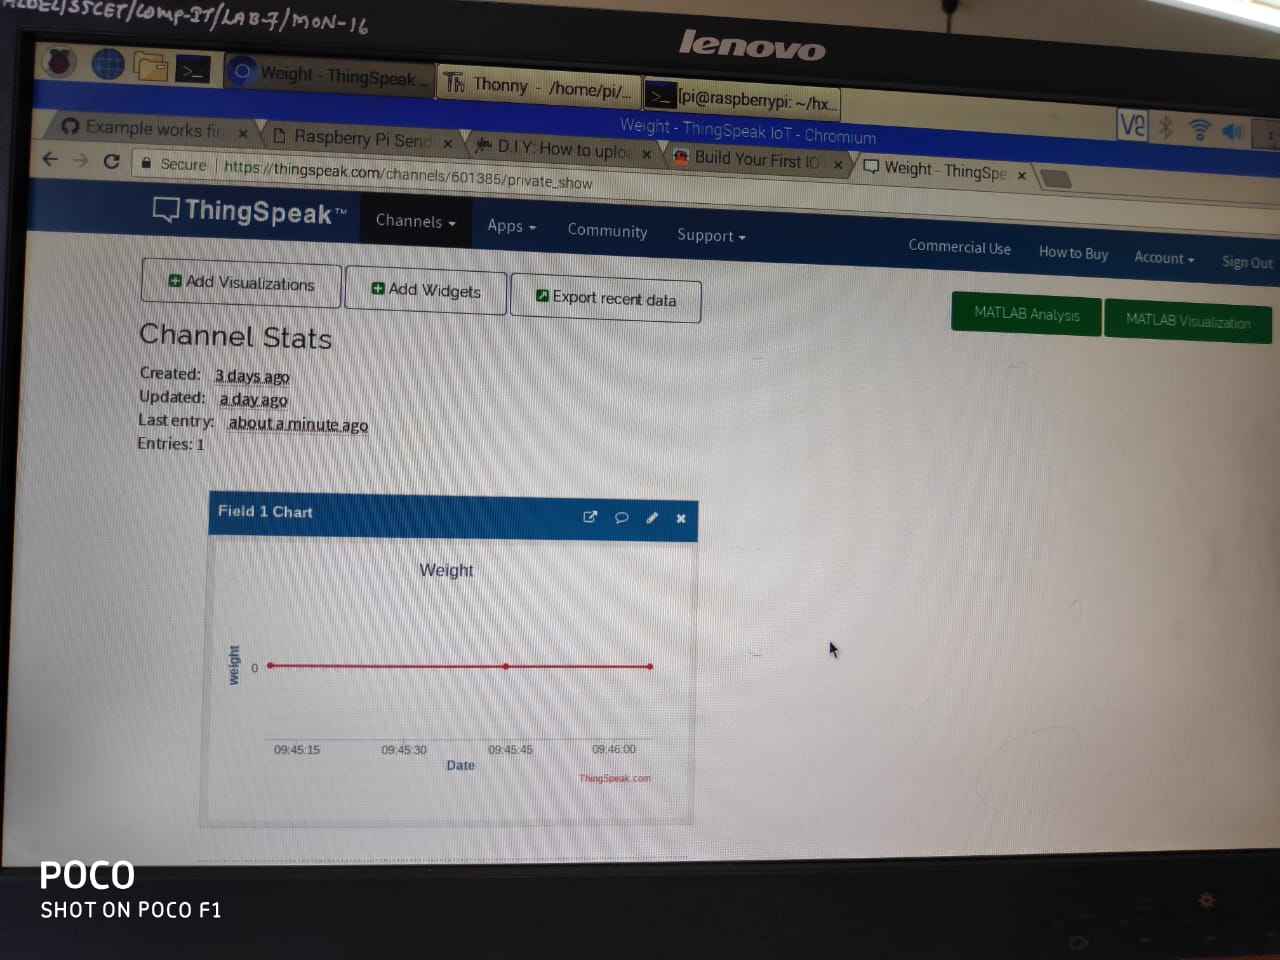 /SSCET/COMP-IT/LAB-7/MON-16
lenovo
Weight - ThingSpeak ...
Thonny - /home/pi/...
[pi@raspberrypi: ~/hx...
Weight - ThingSpeak IoT - Chromium
Example works fin
Raspberry Pi Send
D.I.Y: How to uplo
Build Your First IO
Weight - ThingSpe
Secure
https://thingspeak.com/channels/601385/private_show
ThingSpeak™
Channels
Apps
Community
Support
Commercial Use
How to Buy
Account
Sign Out
Add Visualizations
Add Widgets
Export recent data
MATLAB Analysis
MATLAB Visualization
Channel Stats
Created: 3 days ago
Updated: a day ago
Last entry: about a minute ago
Entries: 1
Field 1 Chart
Weight
weight
0
09:45:15
09:45:30
09:45:45
09:46:00
Date
ThingSpeak.com
POCO
SHOT ON POCO F1